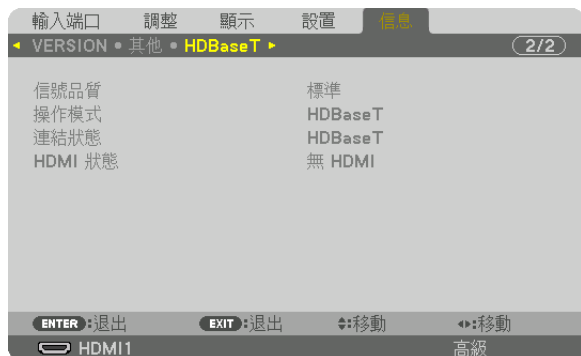 輸入端口 調整 顯示 設置 信息
VERSION • 其他 • HDBaseT 2/2
信號品質 標準
操作模式 HDBaseT
連結狀態 HDBaseT
HDMI 狀態 無 HDMI
ENTER:退出 EXIT:退出 :移動 :移動
HDMI1 高級